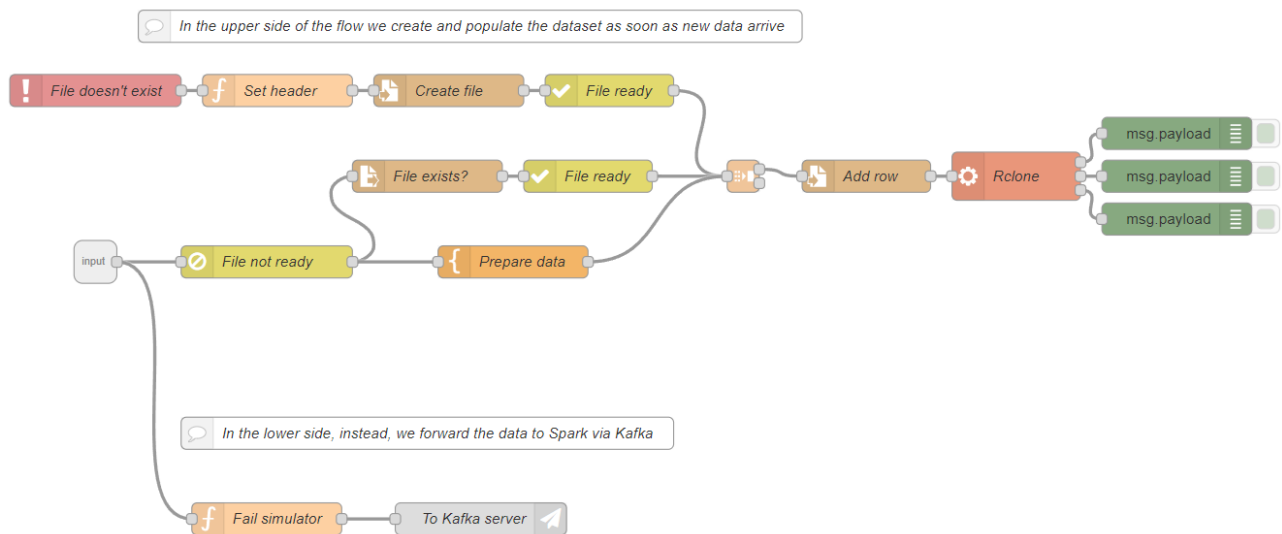 In the upper side of the flow we create and populate the dataset as soon as new data arrive
File doesn't exist
Set header
Create file
File ready
msg.payload
File exists?
File ready
Add row
Rclone
msg.payload
msg.payload
input
File not ready
Prepare data
In the lower side, instead, we forward the data to Spark via Kafka
Fail simulator
To Kafka server